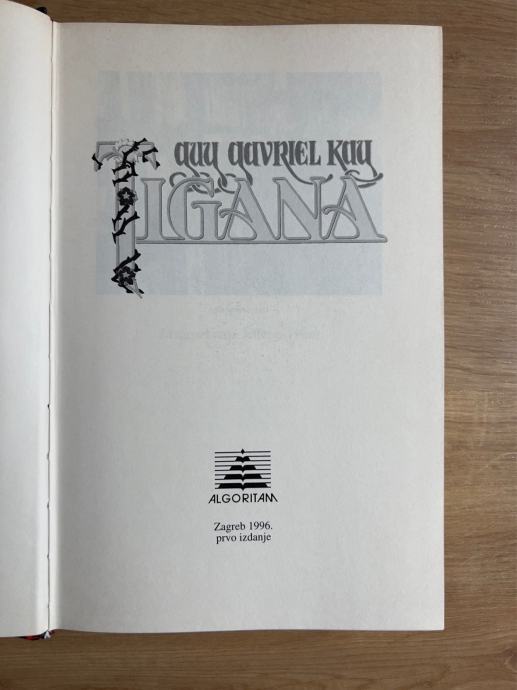 GUY GAVRIEL KAY
TIGANA
ALGORITAM
Zagreb 1996.
prvo izdanje